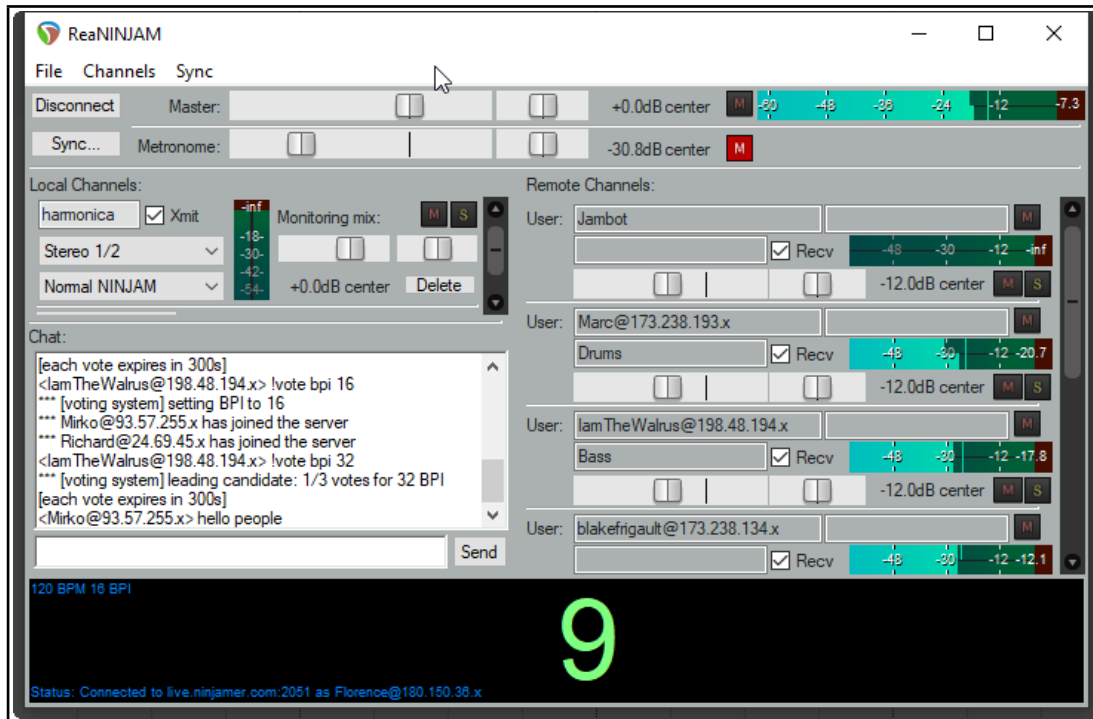 ReaNINJAM
File Channels Sync
Disconnect Master: +0.0dB center M -60 -48 -36 -24 -12 -7.3
Sync... Metronome: -30.8dB center M
Local Channels:
harmonica Xmit -inf Monitoring mix: M S
Stereo 1/2 -18- -30-
Normal NINJAM -42- -54- +0.0dB center Delete
Chat:
[each vote expires in 300s]
<IamTheWalrus@198.48.194.x> !vote bpi 16
*** [voting system] setting BPI to 16
*** Mirko@93.57.255.x has joined the server
*** Richard@24.69.45.x has joined the server
<IamTheWalrus@198.48.194.x> !vote bpi 32
*** [voting system] leading candidate: 1/3 votes for 32 BPI
[each vote expires in 300s]
<Mirko@93.57.255.x> hello people
Send
Remote Channels:
User: Jambot M
Recv -48 -30 -12 -inf
-12.0dB center M S
User: Marc@173.238.193.x M
Drums Recv -48 -30 -12 -20.7
-12.0dB center M S
User: IamTheWalrus@198.48.194.x M
Bass Recv -48 -30 -12 -17.8
-12.0dB center M S
User: blakefrigault@173.238.134.x M
Recv -48 -30 -12 -12.1
120 BPM 16 BPI
9
Status: Connected to live.ninjamer.com:2051 as Florence@180.150.36.x